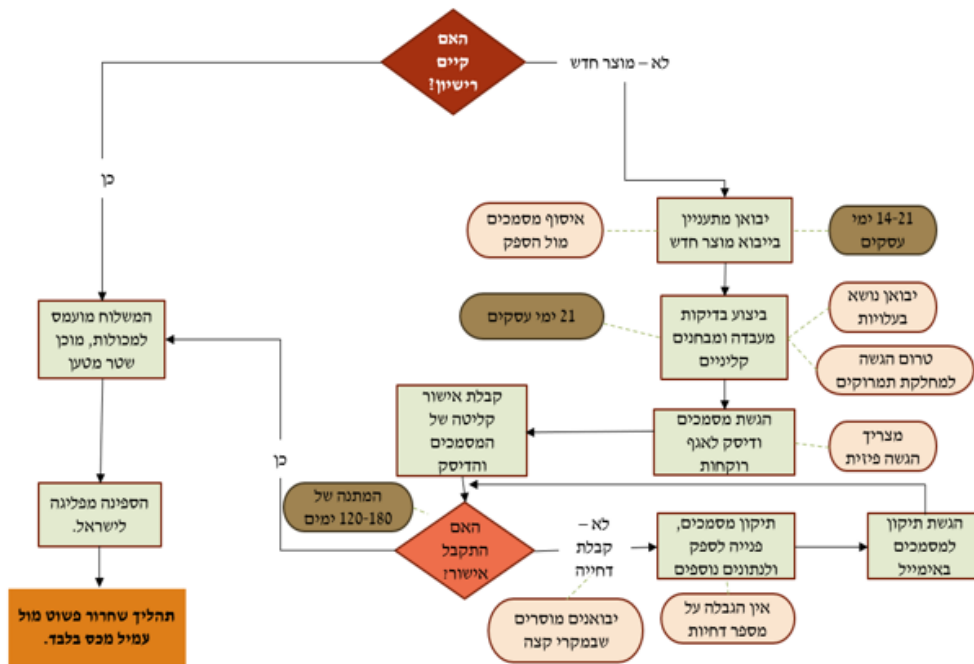 האם
קיים
רישיון?
לא – מוצר חדש
כן
יבואן מתעניין
בייבוא מוצר חדש
איסוף מסמכים
מול הספק
14-21 ימי
עסקים
ביצוע בדיקות
מעבדה ומבחנים
קליניים
21 ימי עסקים
יבואן נושא
בעלויות
טרום הגשה
למחלקת תמרוקים
הגשת מסמכים
ודיסק לאגף
רוקחות
מצריך
הגשה פיזית
קבלת אישור
קליטה של
המסמכים
והדיסק
המתנה של
120-180 ימים
האם
התקבל
אישור?
כן
לא –
קבלת
דחייה
יבואנים מוסרים
שבמקרי קצה
תיקון מסמכים,
פנייה לספק
ולנתונים נוספים
אין הגבלה על
מספר דחיות
הגשת תיקון
למסמכים
באימייל
המשלוח מועמס
למכולות, מוכן
שטר מטען
הספינה מפליגה
לישראל.
תהליך שחרור פשוט מול
עמיל מכס בלבד.